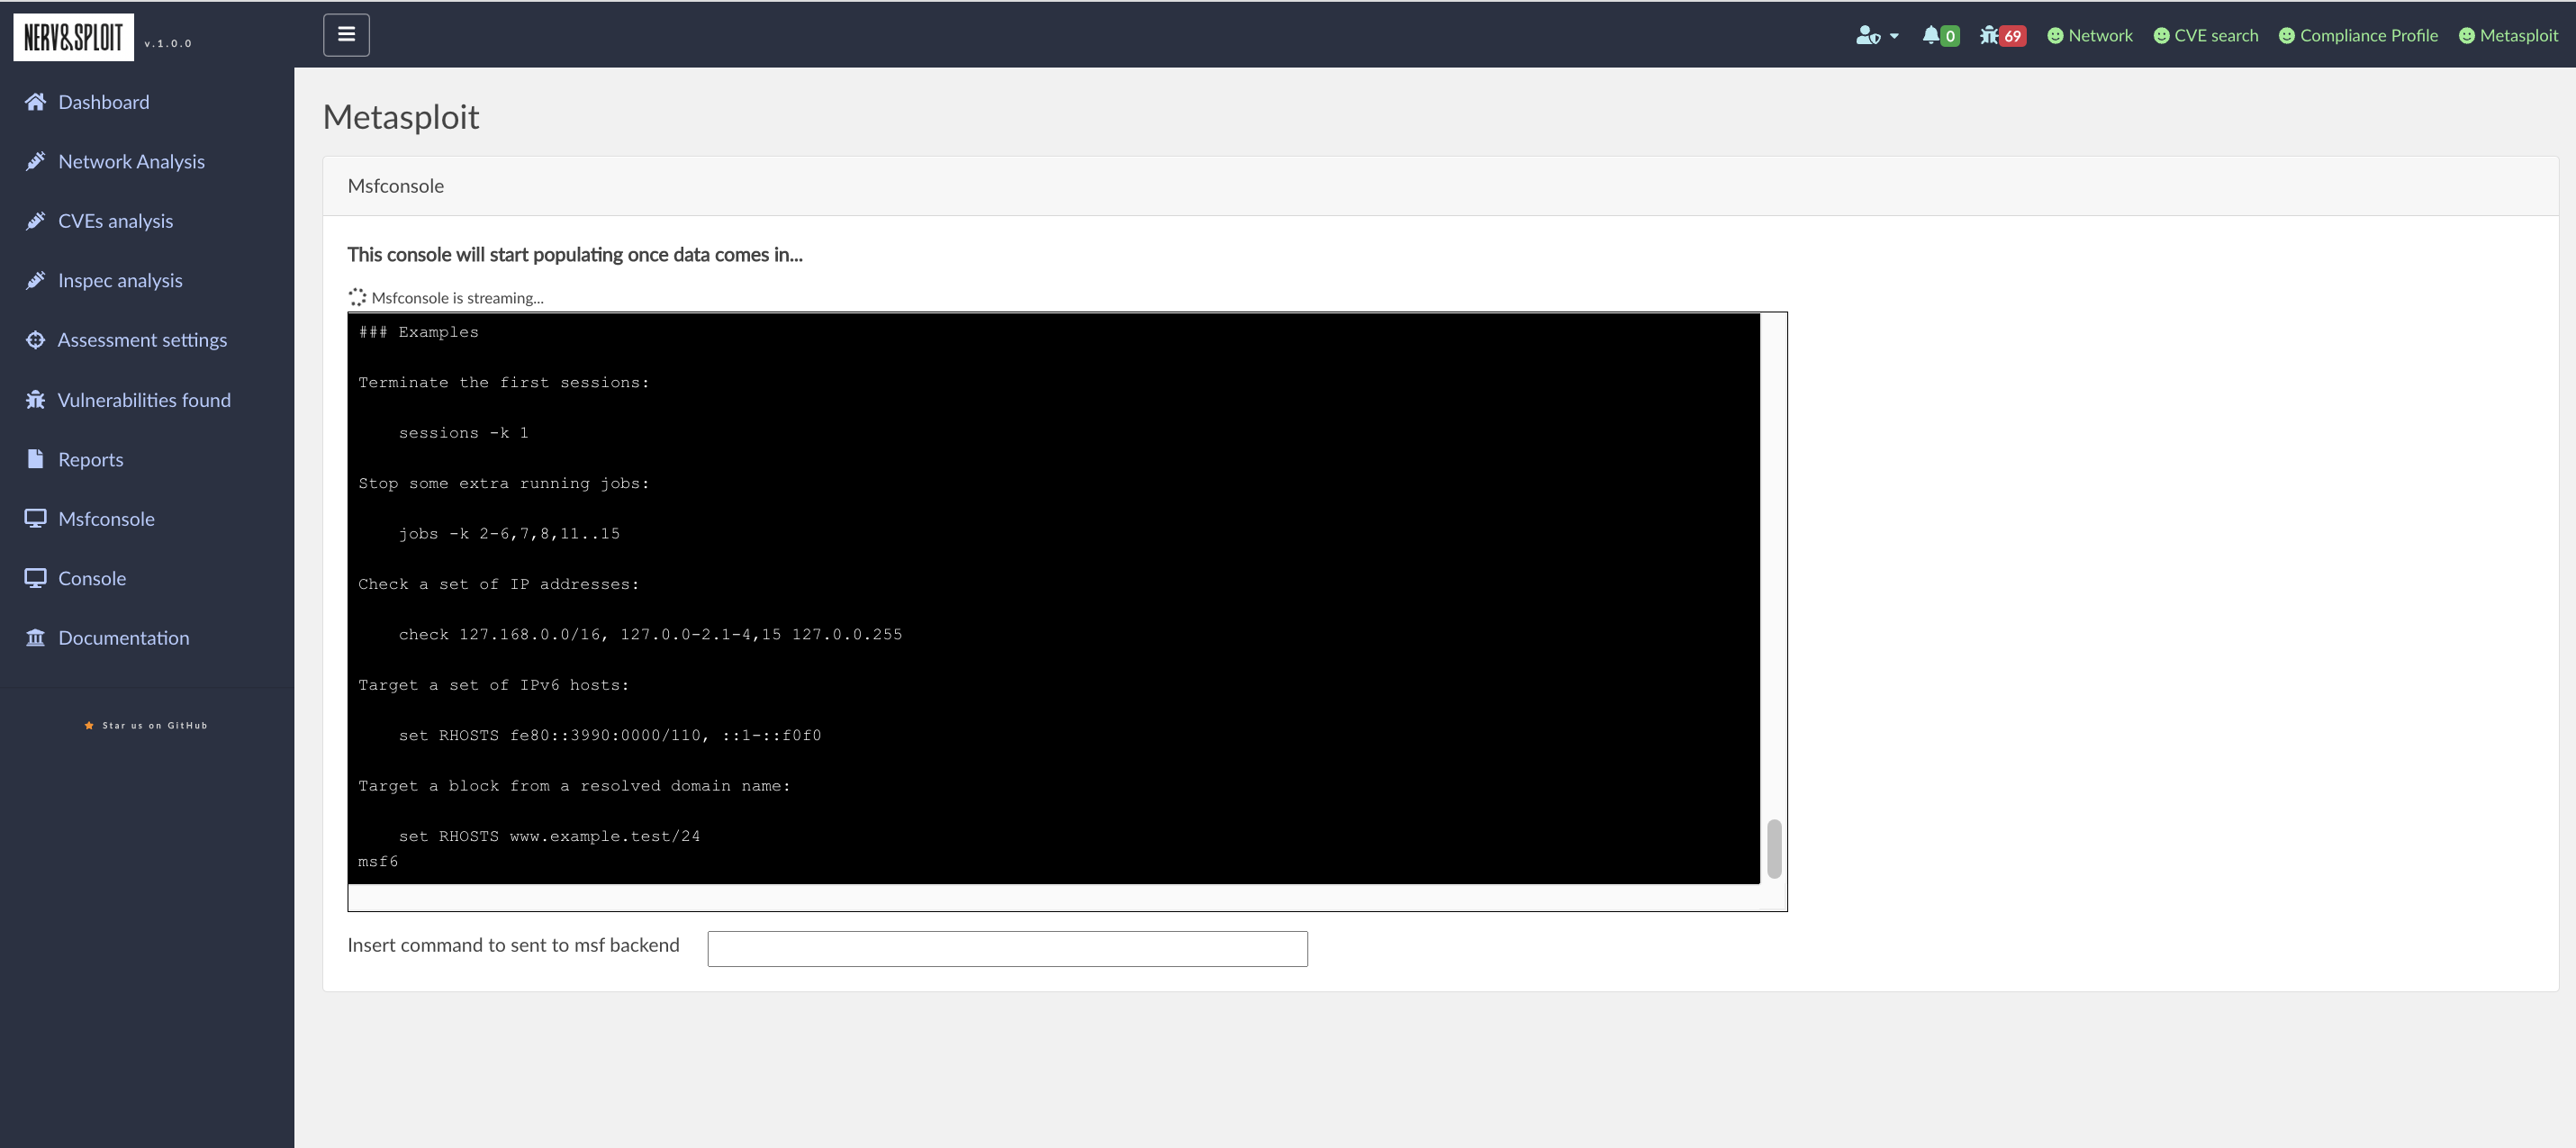 NERV&SPLOIT v.1.0.0
0 69 Network CVE search Compliance Profile Metasploit
Dashboard
Network Analysis
CVEs analysis
Inspec analysis
Assessment settings
Vulnerabilities found
Reports
Msfconsole
Console
Documentation
Star us on GitHub
Metasploit
Msfconsole
This console will start populating once data comes in...
Msfconsole is streaming...
### Examples
Terminate the first sessions:
sessions -k 1
Stop some extra running jobs:
jobs -k 2-6,7,8,11..15
Check a set of IP addresses:
check 127.168.0.0/16, 127.0.0-2.1-4,15 127.0.0.255
Target a set of IPv6 hosts:
set RHOSTS fe80::3990:0000/110, ::1-::f0f0
Target a block from a resolved domain name:
set RHOSTS www.example.test/24
msf6
Insert command to sent to msf backend